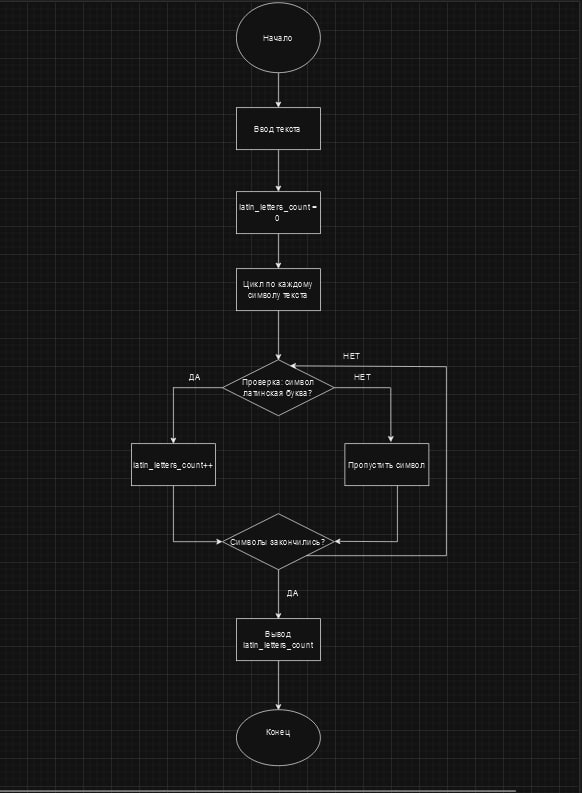 Начало
Ввод текста
latin_letters_count =
0
Цикл по каждому
символу текста
НЕТ
ДА
Проверка: символ
латинская буква?
НЕТ
latin_letters_count++
Пропустить символ
Символы закончились?
ДА
Вывод
latin_letters_count
Конец